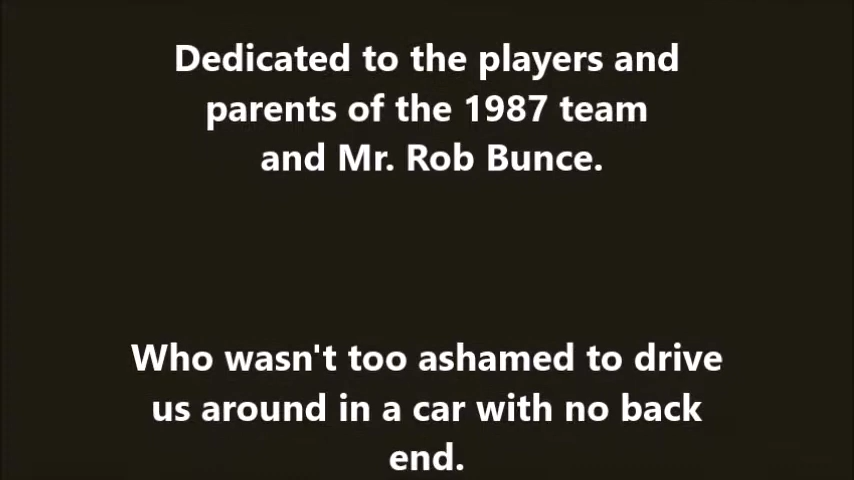 Dedicated to the players and
parents of the 1987 team
and Mr. Rob Bunce.
Who wasn't too ashamed to drive
us around in a car with no back
end.